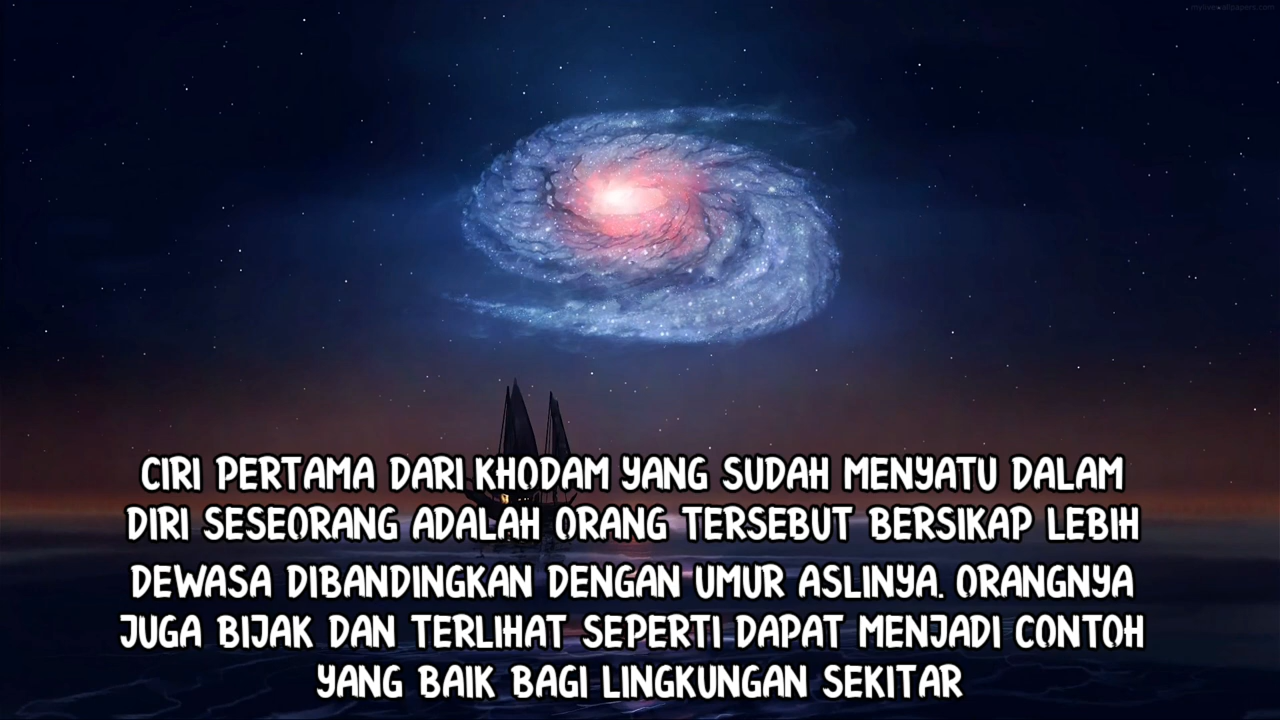 CIRI PERTAMA DARI KHODAM YANG SUDAH MENYATU DALAM
DIRI SESEORANG ADALAH ORANG TERSEBUT BERSIKAP LEBIH
DEWASA DIBANDINGKAN DENGAN UMUR ASLINYA. ORANGNYA
JUGA BIJAK DAN TERLIHAT SEPERTI DAPAT MENJADI CONTOH
YANG BAIK BAGI LINGKUNGAN SEKITAR